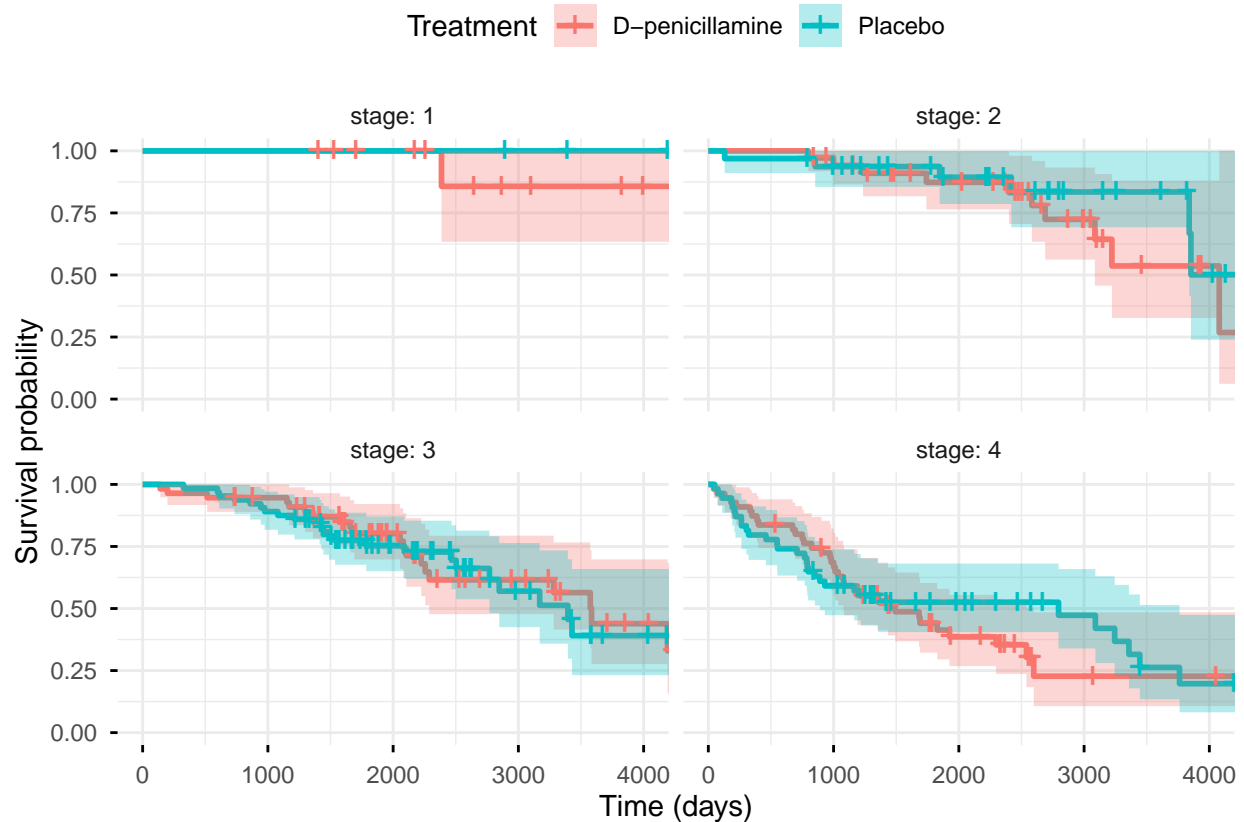 Treatment D−penicillamine Placebo
stage: 1 stage: 2
1.00
0.75
0.50
0.25
0.00
stage: 3 stage: 4
1.00
0.75
0.50
0.25
0.00
0 1000 2000 3000 4000 0 1000 2000 3000 4000
Time (days)
Survival probability